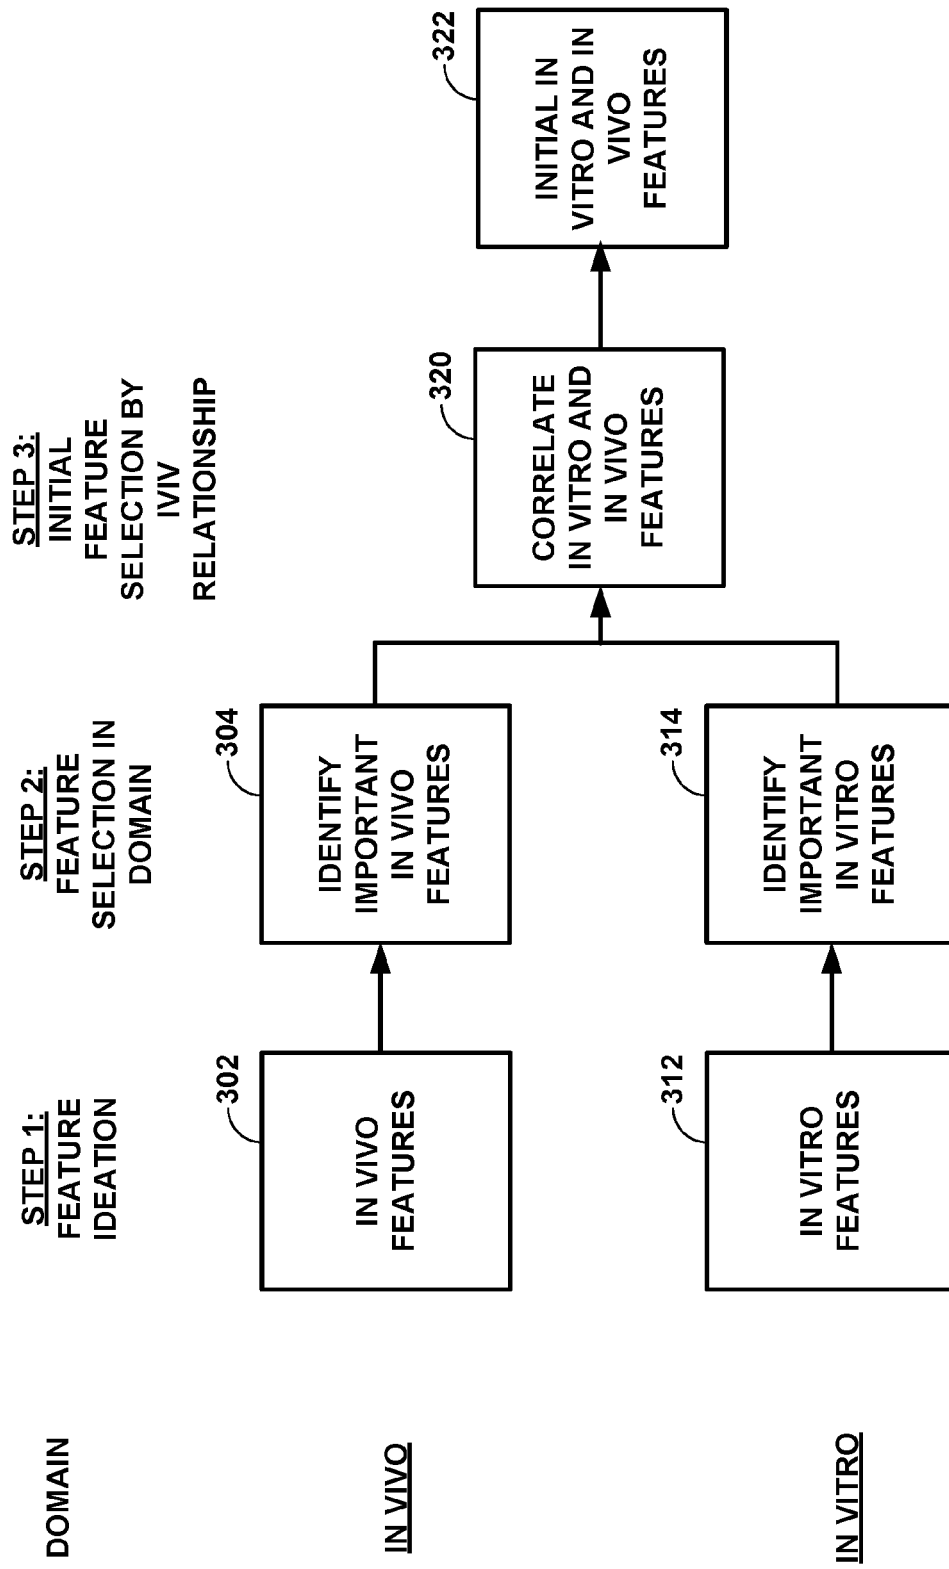 DOMAIN
STEP 1:
FEATURE
IDEATION
STEP 2:
FEATURE
SELECTION IN
DOMAIN
STEP 3:
INITIAL
FEATURE
SELECTION BY
IVIV
RELATIONSHIP
IN VIVO
302
IN VIVO
FEATURES
304
IDENTIFY
IMPORTANT
IN VIVO
FEATURES
320
CORRELATE
IN VITRO AND
IN VIVO
FEATURES
322
INITIAL IN
VITRO AND IN
VIVO
FEATURES
IN VITRO
312
IN VITRO
FEATURES
314
IDENTIFY
IMPORTANT
IN VITRO
FEATURES